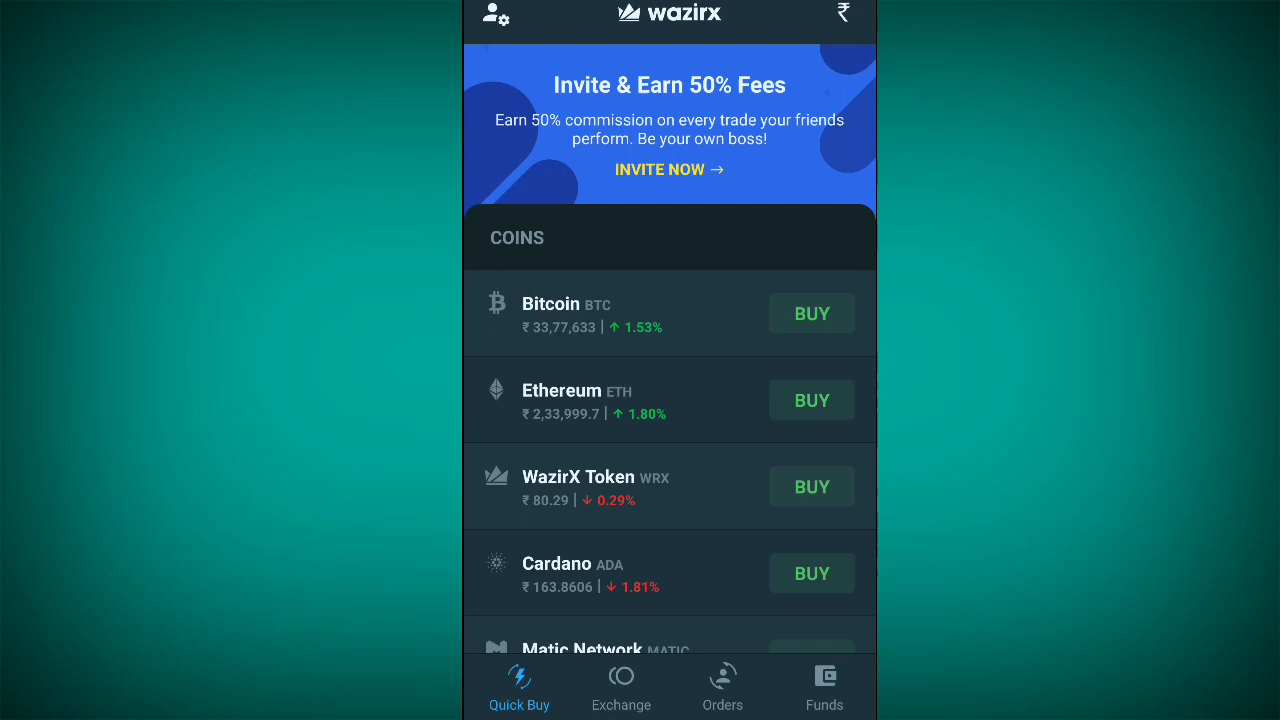 wazirx ₹
Invite & Earn 50% Fees
Earn 50% commission on every trade your friends
perform. Be your own boss!
INVITE NOW →
COINS
Bitcoin BTC
₹ 33,77,633 | ↑ 1.53%
BUY
Ethereum ETH
₹ 2,33,999.7 | ↑ 1.80%
BUY
WazirX Token WRX
₹ 80.29 | ↓ 0.29%
BUY
Cardano ADA
₹ 163.8606 | ↓ 1.81%
BUY
Matic Network MATIC
Quick Buy Exchange Orders Funds